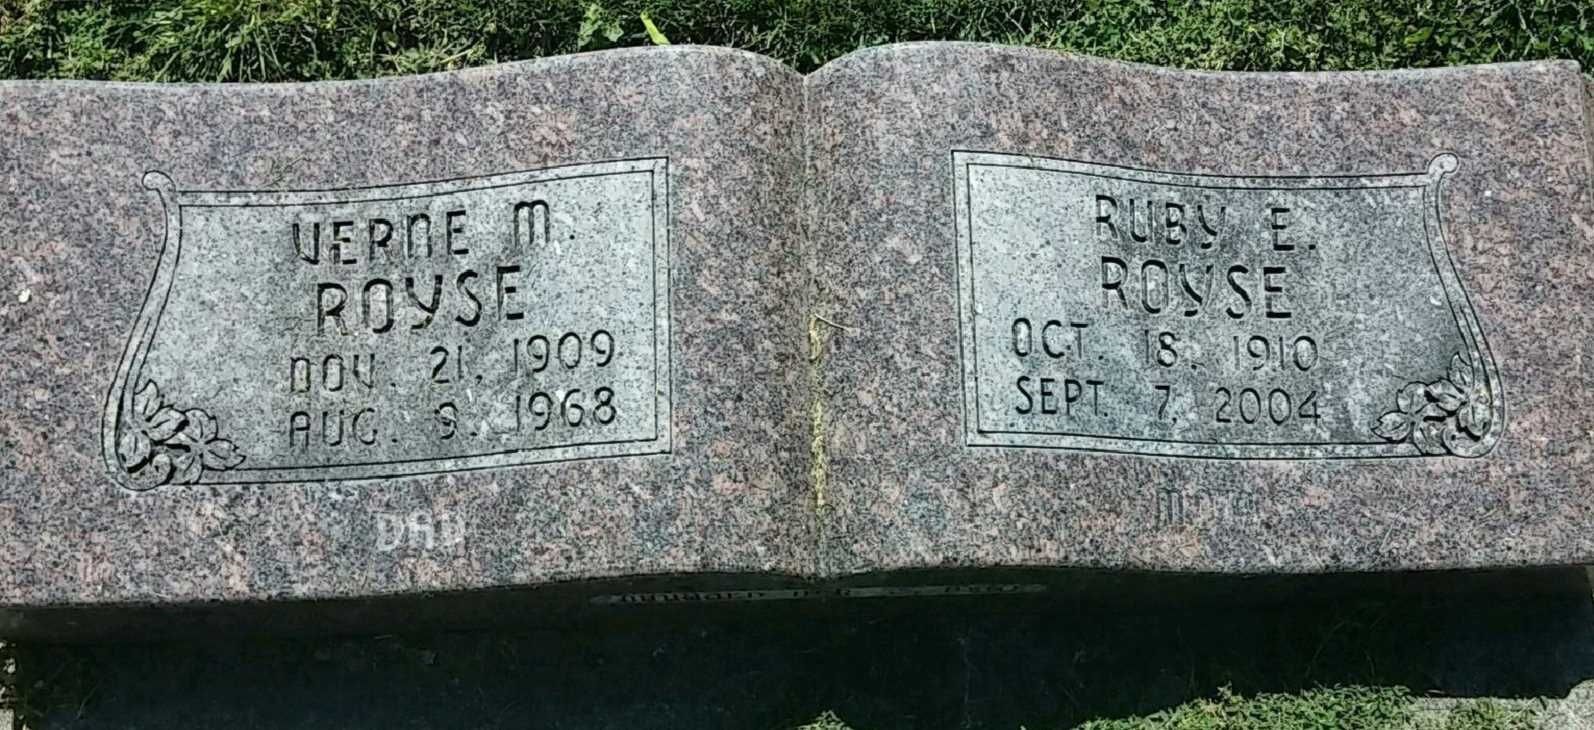 VERNE M.
ROYSE
NOV. 21, 1909
AUG. 9, 1968
DAD
RUBY E.
ROYSE
OCT. 18, 1910
SEPT. 7, 2004